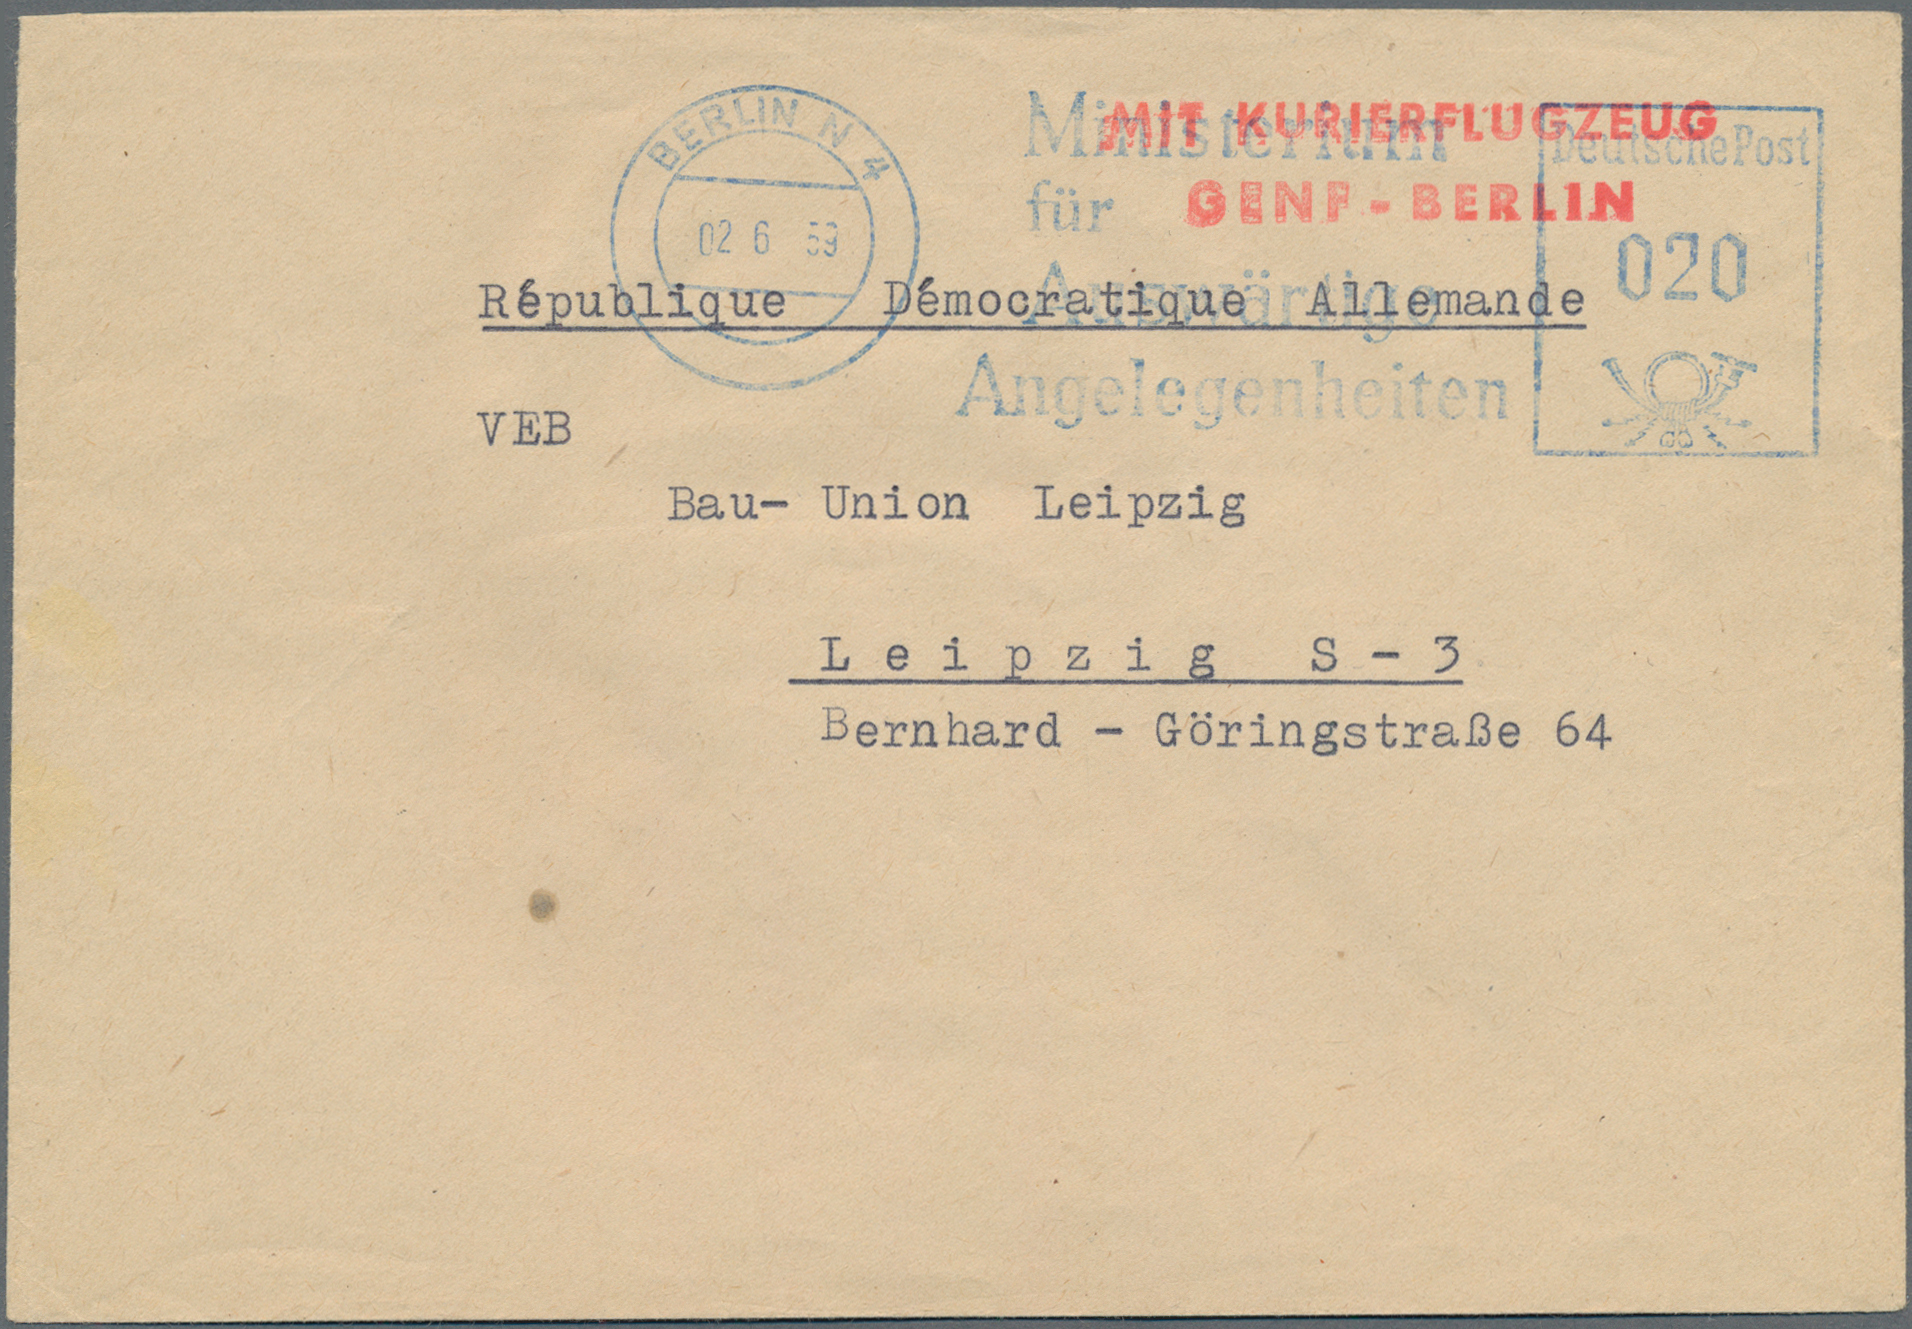 BERLIN N 4
02 6 59
Ministerium
für
Auswärtige
Angelegenheiten
MIT KURIERFLUGZEUG
GENF - BERLIN
Deutsche Post
020
République Démocratique Allemande
VEB
Bau- Union Leipzig
Leipzig S - 3
Bernhard - Göringstraße 64